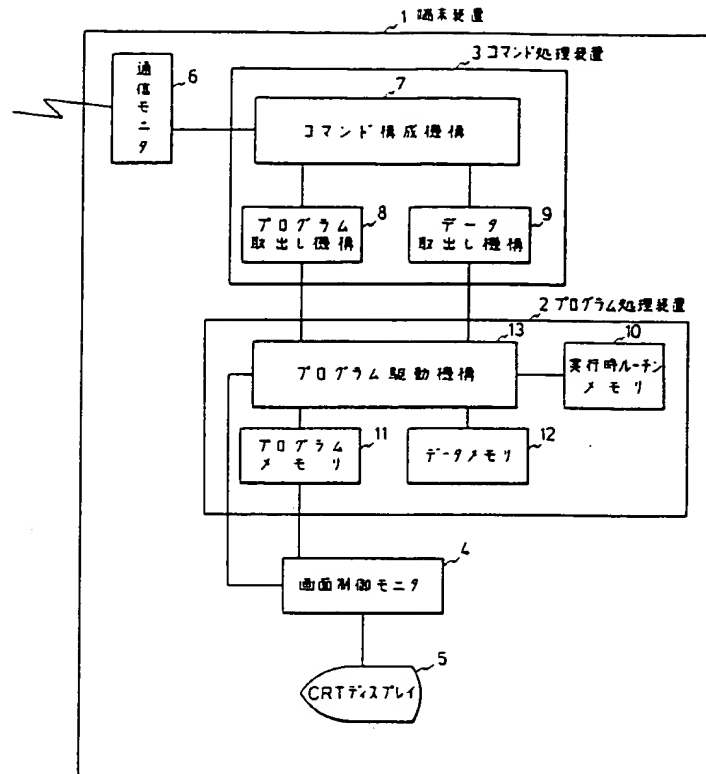 1 端末装置
3 コマンド処理装置
通信モニタ
6
7
コマンド構成機構
プログラム
取出し機構
8
データ
取出し機構
9
2 プログラム処理装置
13
プログラム駆動機構
10
実行時ルーチン
メモリ
プログラム
メモリ
11
データメモリ
12
4
画面制御モニタ
5
CRTディスプレイ